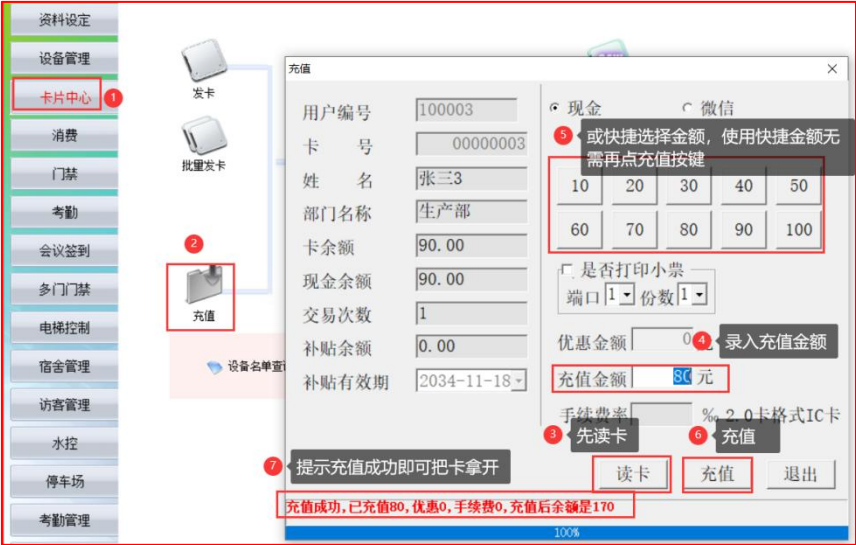 资料设定
设备管理
卡片中心
1
消费
门禁
考勤
会议签到
多门门禁
电梯控制
宿舍管理
访客管理
水控
停车场
考勤管理
发卡
批量发卡
2
充值
设备名单查
充值
用户编号 100003
卡 号 00000003
姓 名 张三3
部门名称 生产部
卡余额 90.00
现金余额 90.00
交易次数 1
补贴余额 0.00
补贴有效期 2034-11-18
现金 微信
5 或快捷选择金额，使用快捷金额无
需再点充值按键
10 20 30 40 50
60 70 80 90 100
是否打印小票
端口 1 份数 1
优惠金额 0
4 录入充值金额
充值金额 80 元
手续费率 ‰ 2.0卡格式IC卡
3 先读卡
6 充值
读卡 充值 退出
7 提示充值成功即可把卡拿开
充值成功,已充值80,优惠0,手续费0,充值后余额是170
100%